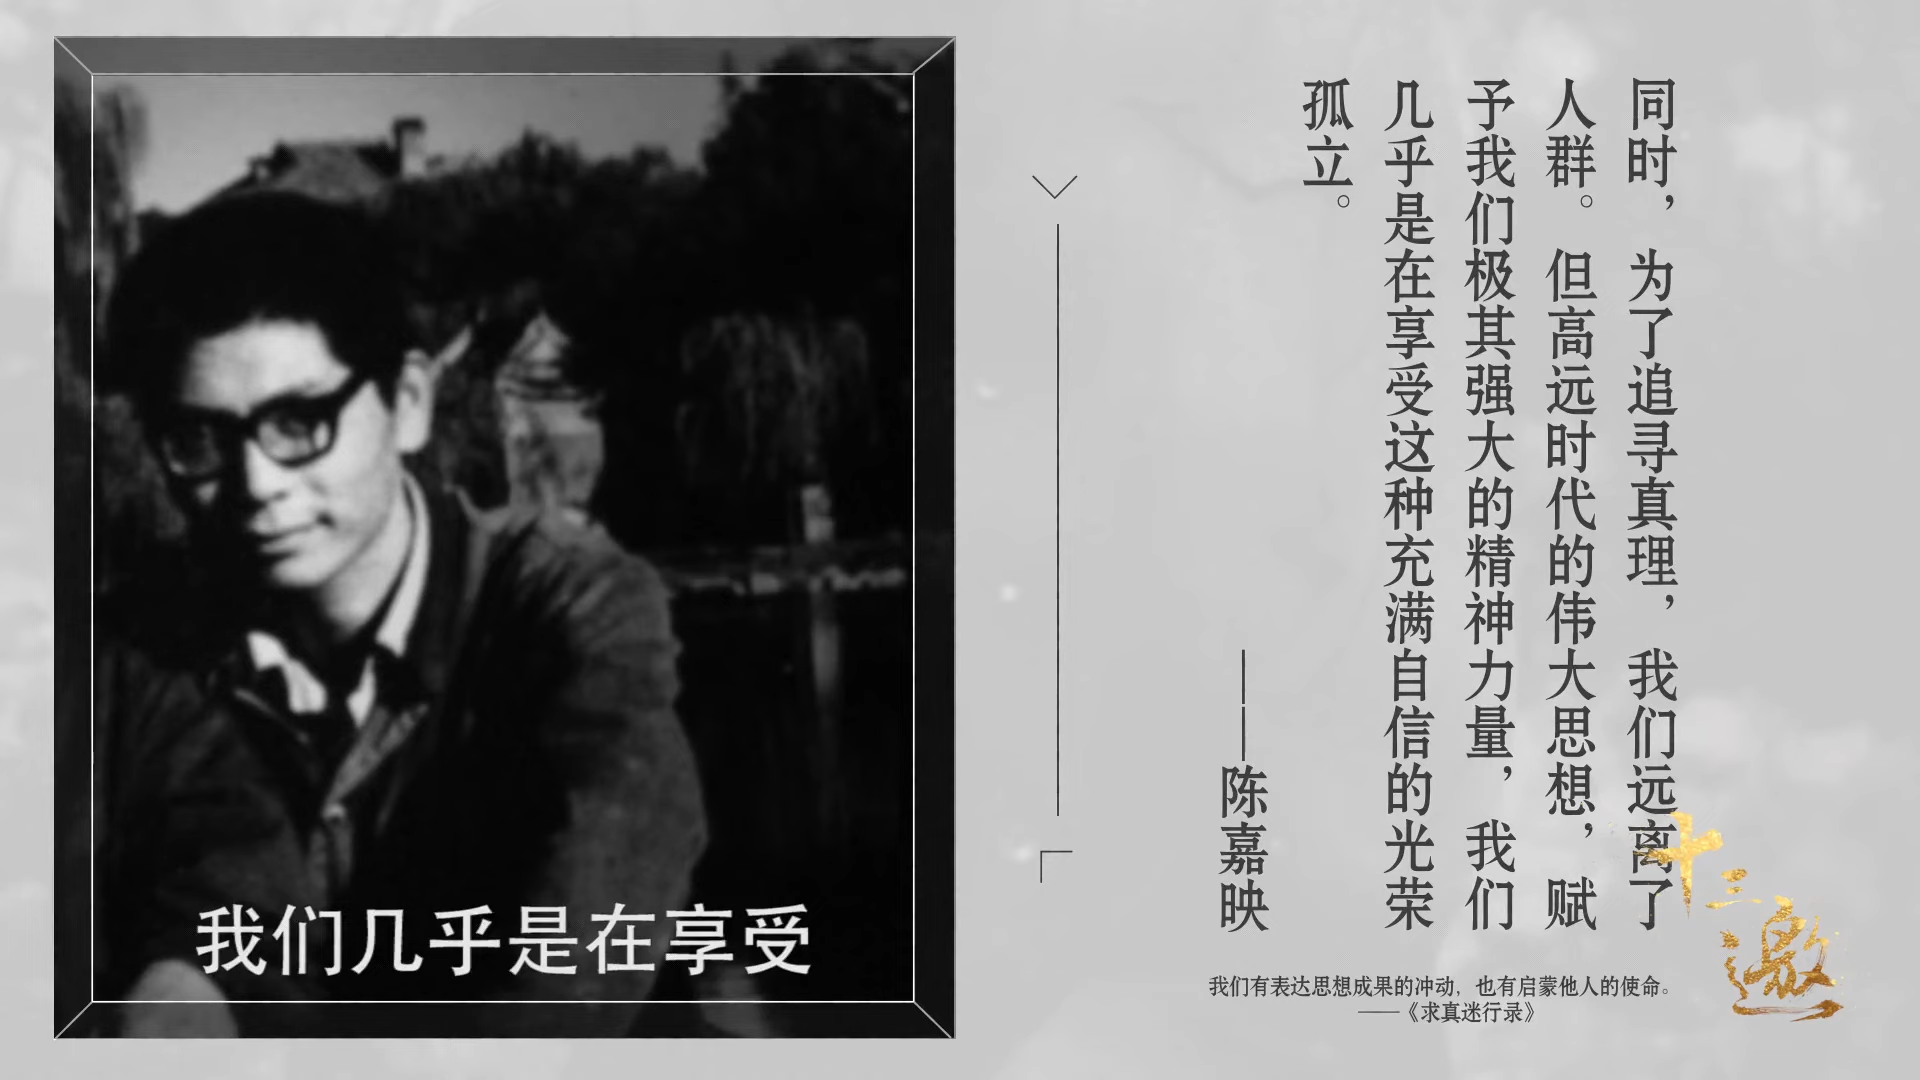 同时，为了追寻真理，我们远离了
人群。但高远时代的伟大思想，赋
予我们极其强大的精神力量，我们
几乎是在享受这种充满自信的光荣
孤立。
——陈嘉映
我们有表达思想成果的冲动，也有启蒙他人的使命。
——《求真迷行录》
我们几乎是在享受
十三邀